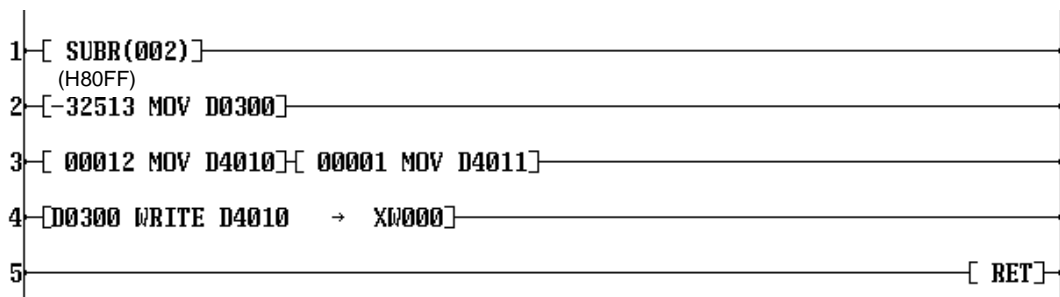 1 [ SUBR(002)]
(H80FF)
2 [-32513 MOV D0300]
3 [ 00012 MOV D4010] [ 00001 MOV D4011]
4 [D0300 WRITE D4010 → XW000]
5 [ RET]